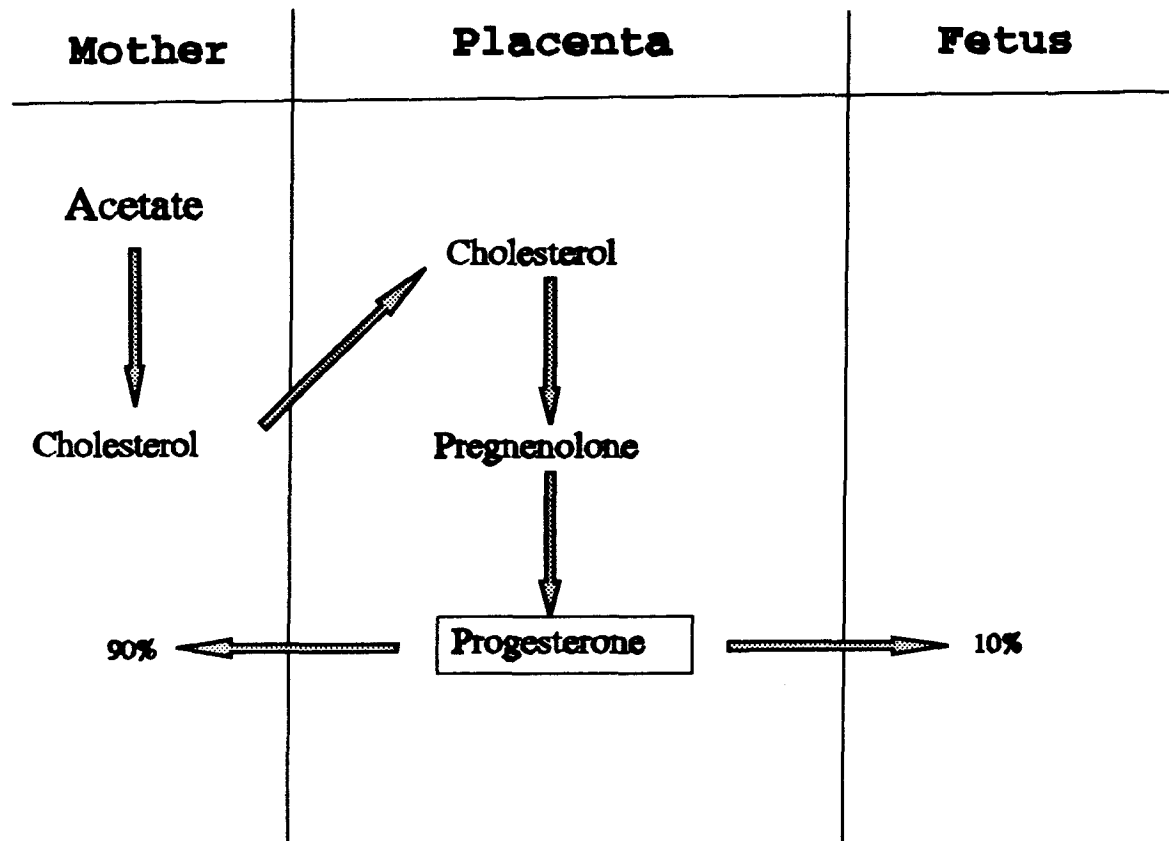 Mother Placenta Fetus
Acetate
Cholesterol
Cholesterol
Pregnenolone
90% Progesterone 10%